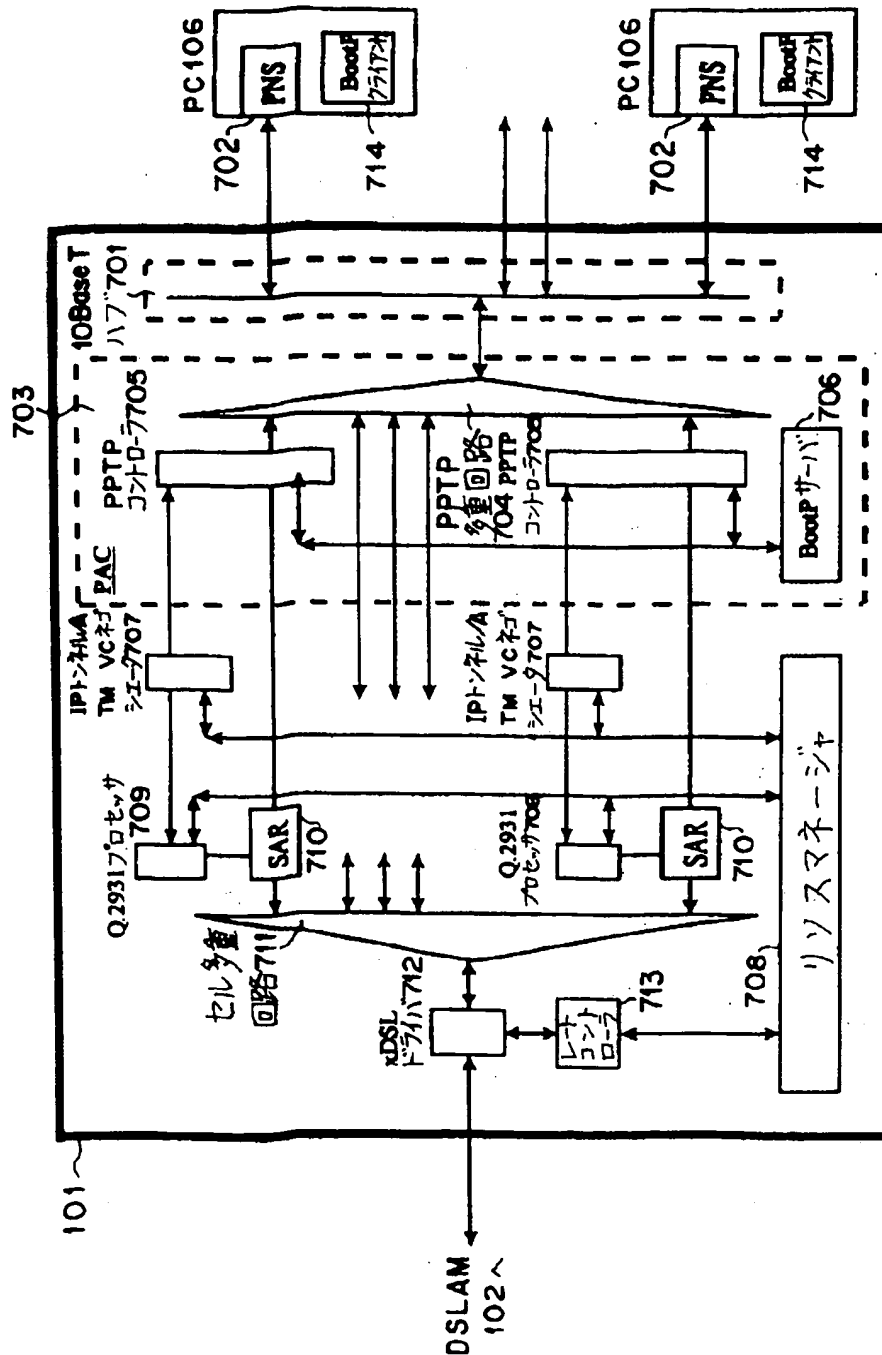 101
703
10Base T
ハブ701
PC106
PNS
702
BootP
クライアント
714
PC106
PNS
702
BootP
クライアント
714
PAC
PPTP
コントローラ705
PPTP
多重回路
704
PPTP
コントローラ705
BootPサーバ
706
IPトンネル/A
TM VCネゴ
シエータ707
IPトンネル/A
TM VCネゴ
シエータ707
Q.2931プロセッサ
709
SAR
710
Q.2931
プロセッサ709
SAR
710
セル多重
回路711
xDSL
ドライバ712
レート
コント
ローラ
713
708
リソスマネージャ
DSLAM
102へ